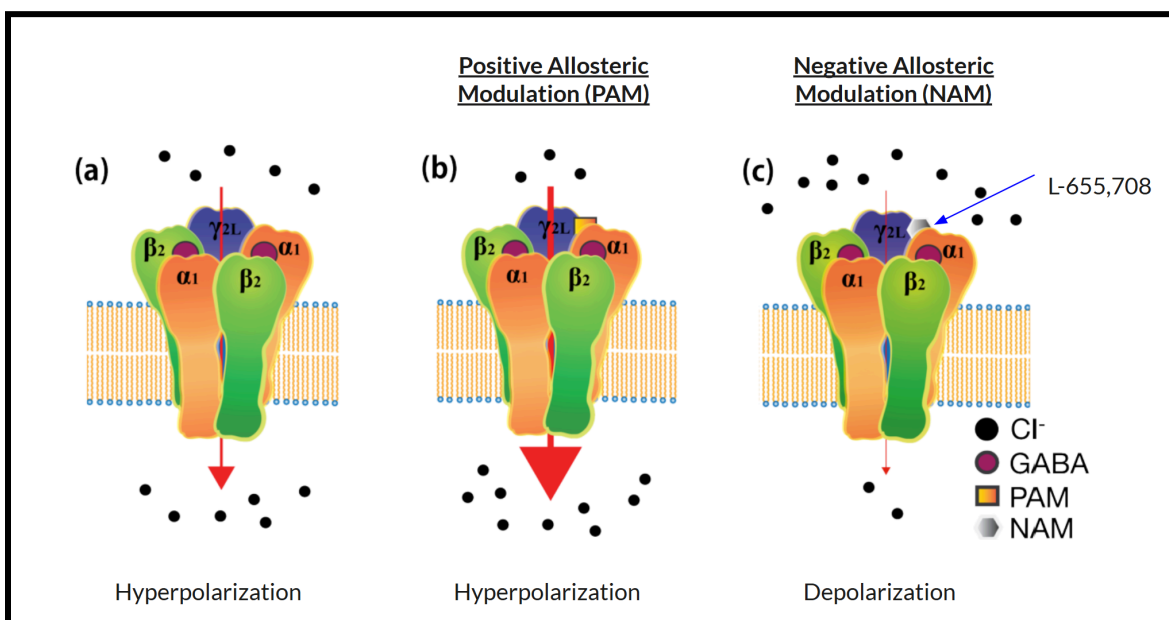 Positive Allosteric
Modulation (PAM)
Negative Allosteric
Modulation (NAM)
(a)
(b)
(c)
L-655,708
β2
γ2L
α1
α1
β2
β2
γ2L
α1
α1
β2
β2
γ2L
α1
α1
β2
Cl-
GABA
PAM
NAM
Hyperpolarization
Hyperpolarization
Depolarization